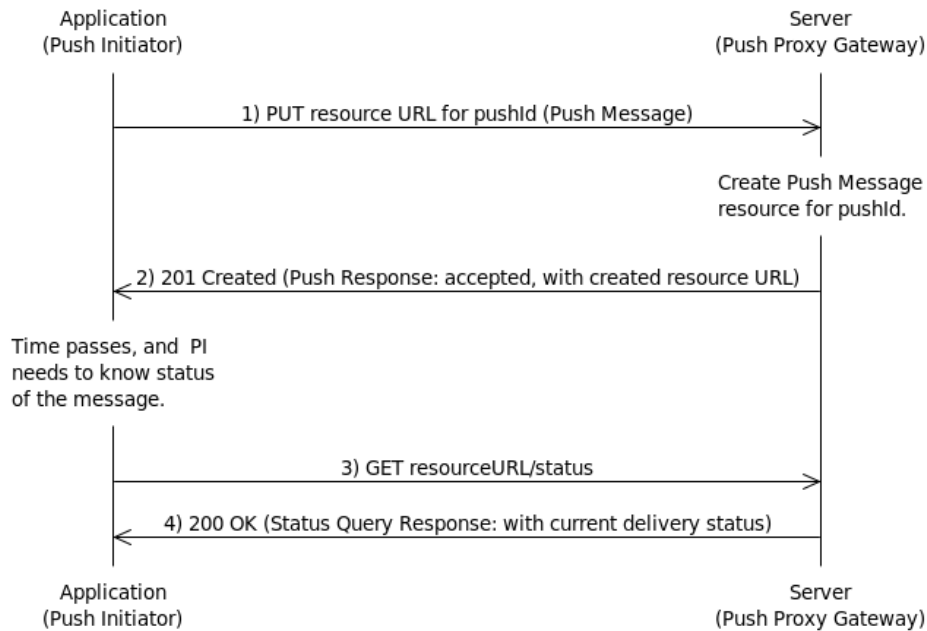 Application
(Push Initiator)
Server
(Push Proxy Gateway)
1) PUT resource URL for pushId (Push Message)
Create Push Message
resource for pushId.
2) 201 Created (Push Response: accepted, with created resource URL)
Time passes, and  PI
needs to know status
of the message.
3) GET resourceURL/status
4) 200 OK (Status Query Response: with current delivery status)
Application
(Push Initiator)
Server
(Push Proxy Gateway)